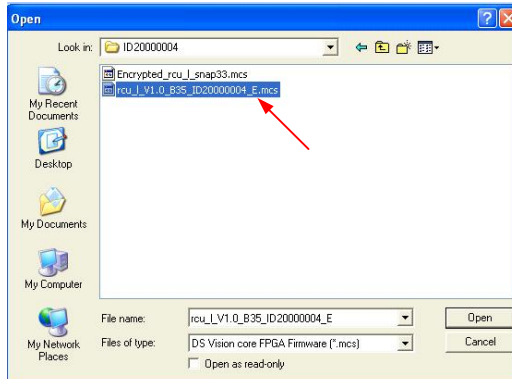 Open
Look in:
ID20000004
Encrypted_rcu_l_snap33.mcs
rcu_l_V1.0_B35_ID20000004_E.mcs
My Recent
Documents
Desktop
My Documents
My Computer
My Network
Places
File name:
rcu_l_V1.0_B35_ID20000004_E
Open
Files of type:
DS Vision core FPGA Firmware (*.mcs)
Cancel
Open as read-only